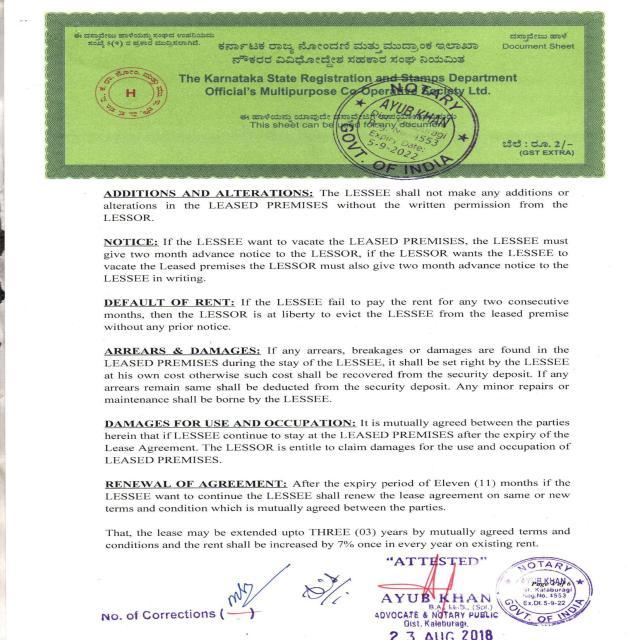 ಈ ದಸ್ತಾವೇಜು ಹಾಳೆಯನ್ನು ಸಂಘದ ಉಪನಿಯಮ
ಸಂಖ್ಯೆ 5(ಇ) ರ ಪ್ರಕಾರ ಮುದ್ರಿಸಲಾಗಿದೆ.
ದಸ್ತಾವೇಜು ಹಾಳೆ
Document Sheet
ಕರ್ನಾಟಕ ರಾಜ್ಯ ನೋಂದಣಿ ಮತ್ತು ಮುದ್ರಾಂಕ ಇಲಾಖಾ
ನೌಕರರ ವಿವಿಧೋದ್ದೇಶ ಸಹಕಾರ ಸಂಘ ನಿಯಮಿತ
The Karnataka State Registration and Stamps Department
Official's Multipurpose Co-Operative Society Ltd.
H
ಈ ಹಾಳೆಯನ್ನು ಯಾವುದೇ
This sheet can be used for any document
ಬೆಲೆ : ರೂ. 2/-
(GST EXTRA)
NOTARY
AYUB KHAN
4553
Expiry Date:
5-9-2022
GOVT. OF INDIA
ADDITIONS AND ALTERATIONS: The LESSEE shall not make any additions or
alterations in the LEASED PREMISES without the written permission from the
LESSOR.
NOTICE: If the LESSEE want to vacate the LEASED PREMISES, the LESSEE must
give two month advance notice to the LESSOR, if the LESSOR wants the LESSEE to
vacate the Leased premises the LESSOR must also give two month advance notice to the
LESSEE in writing.
DEFAULT OF RENT: If the LESSEE fail to pay the rent for any two consecutive
months, then the LESSOR is at liberty to evict the LESSEE from the leased premise
without any prior notice.
ARREARS & DAMAGES: If any arrears, breakages or damages are found in the
LEASED PREMISES during the stay of the LESSEE, it shall be set right by the LESSEE
at his own cost otherwise such cost shall be recovered from the security deposit. If any
arrears remain same shall be deducted from the security deposit. Any minor repairs or
maintenance shall be borne by the LESSEE.
DAMAGES FOR USE AND OCCUPATION: It is mutually agreed between the parties
herein that if LESSEE continue to stay at the LEASED PREMISES after the expiry of the
Lease Agreement. The LESSOR is entitle to claim damages for the use and occupation of
LEASED PREMISES.
RENEWAL OF AGREEMENT: After the expiry period of Eleven (11) months if the
LESSEE want to continue the LESSEE shall renew the lease agreement on same or new
terms and condition which is mutually agreed between the parties.
That, the lease may be extended upto THREE (03) years by mutually agreed terms and
conditions and the rent shall be increased by 7% once in every year on existing rent.
"ATTESTED"
AYUB KHAN
B.A., LL.B., (Spl.)
ADVOCATE & NOTARY PUBLIC
Dist. Kalaburagi.
23 AUG 2018
No. of Corrections ( )
NOTARY
AYUB KHAN
Kalaburagi
Reg.No. 4553
Ex.Dt. 5-9-22
GOVT. OF INDIA